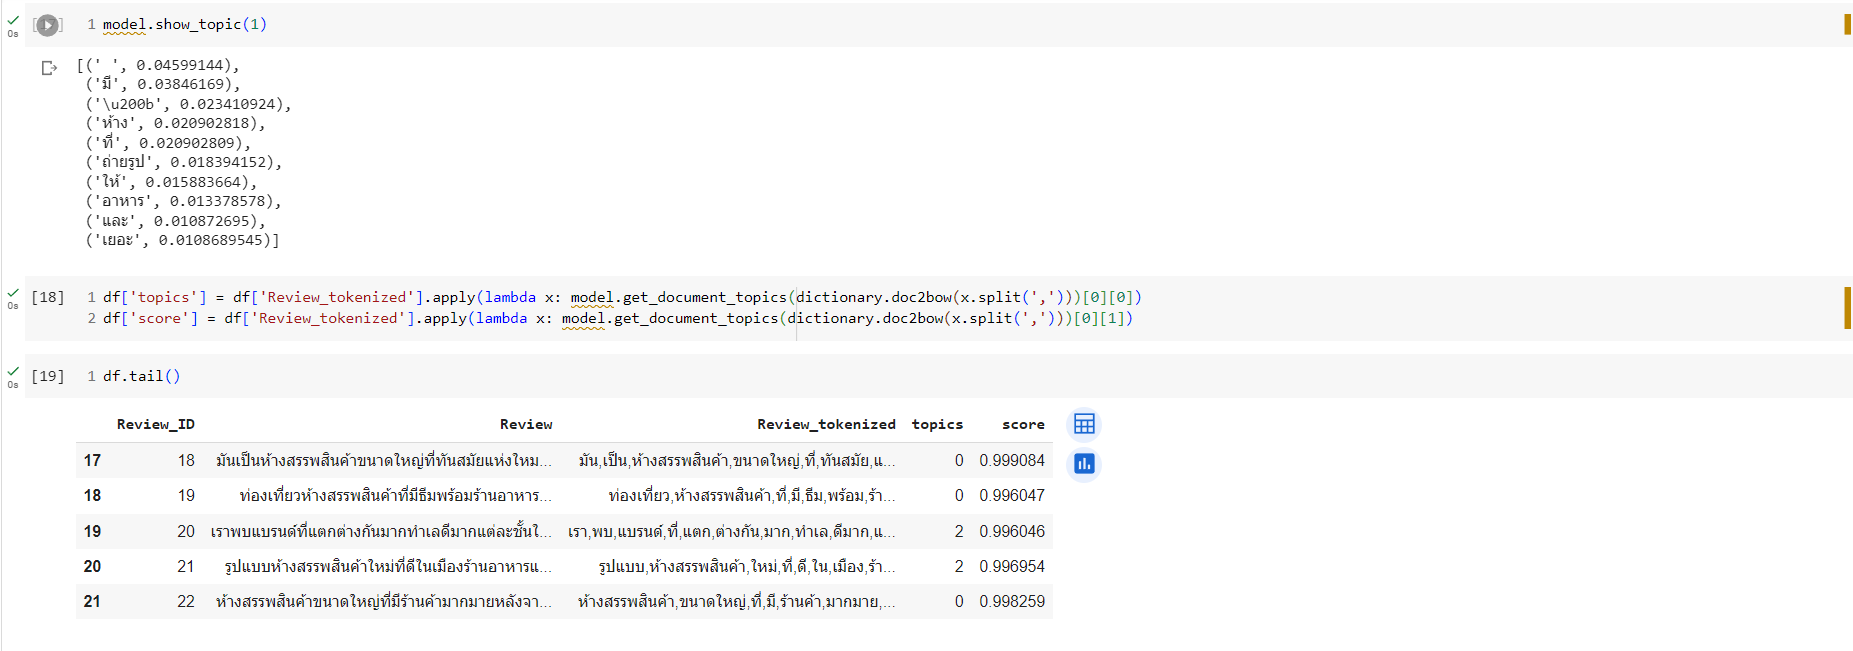 0s
1 model.show_topic(1)
[(' ', 0.04599144),
('มี', 0.03846169),
('\u200b', 0.023410924),
('ห้าง', 0.020902818),
('ที่', 0.020902809),
('ถ่ายรูป', 0.018394152),
('ให้', 0.015883664),
('อาหาร', 0.013378578),
('และ', 0.010872695),
('เยอะ', 0.0108689545)]
0s [18] 1 df['topics'] = df['Review_tokenized'].apply(lambda x: model.get_document_topics(dictionary.doc2bow(x.split(',')))[0][0])
2 df['score'] = df['Review_tokenized'].apply(lambda x: model.get_document_topics(dictionary.doc2bow(x.split(',')))[0][1])
0s [19] 1 df.tail()
Review_ID Review Review_tokenized topics score
17 18 มันเป็นห้างสรรพสินค้าขนาดใหญ่ที่ทันสมัยแห่งใหม... มัน,เป็น,ห้างสรรพสินค้า,ขนาดใหญ่,ที่,ทันสมัย,แ... 0 0.999084
18 19 ท่องเที่ยวห้างสรรพสินค้าที่มีธีมพร้อมร้านอาหาร... ท่องเที่ยว,ห้างสรรพสินค้า,ที่,มี,ธีม,พร้อม,ร้า... 0 0.996047
19 20 เราพบแบรนด์ที่แตกต่างกันมากทำเลดีมากแต่ละชั้นใ... เรา,พบ,แบรนด์,ที่,แตก,ต่างกัน,มาก,ทำเล,ดีมาก,แ... 2 0.996046
20 21 รูปแบบห้างสรรพสินค้าใหม่ที่ดีในเมืองร้านอาหารแ... รูปแบบ,ห้างสรรพสินค้า,ใหม่,ที่,ดี,ใน,เมือง,ร้า... 2 0.996954
21 22 ห้างสรรพสินค้าขนาดใหญ่ที่มีร้านค้ามากมายหลังจา... ห้างสรรพสินค้า,ขนาดใหญ่,ที่,มี,ร้านค้า,มากมาย,... 0 0.998259